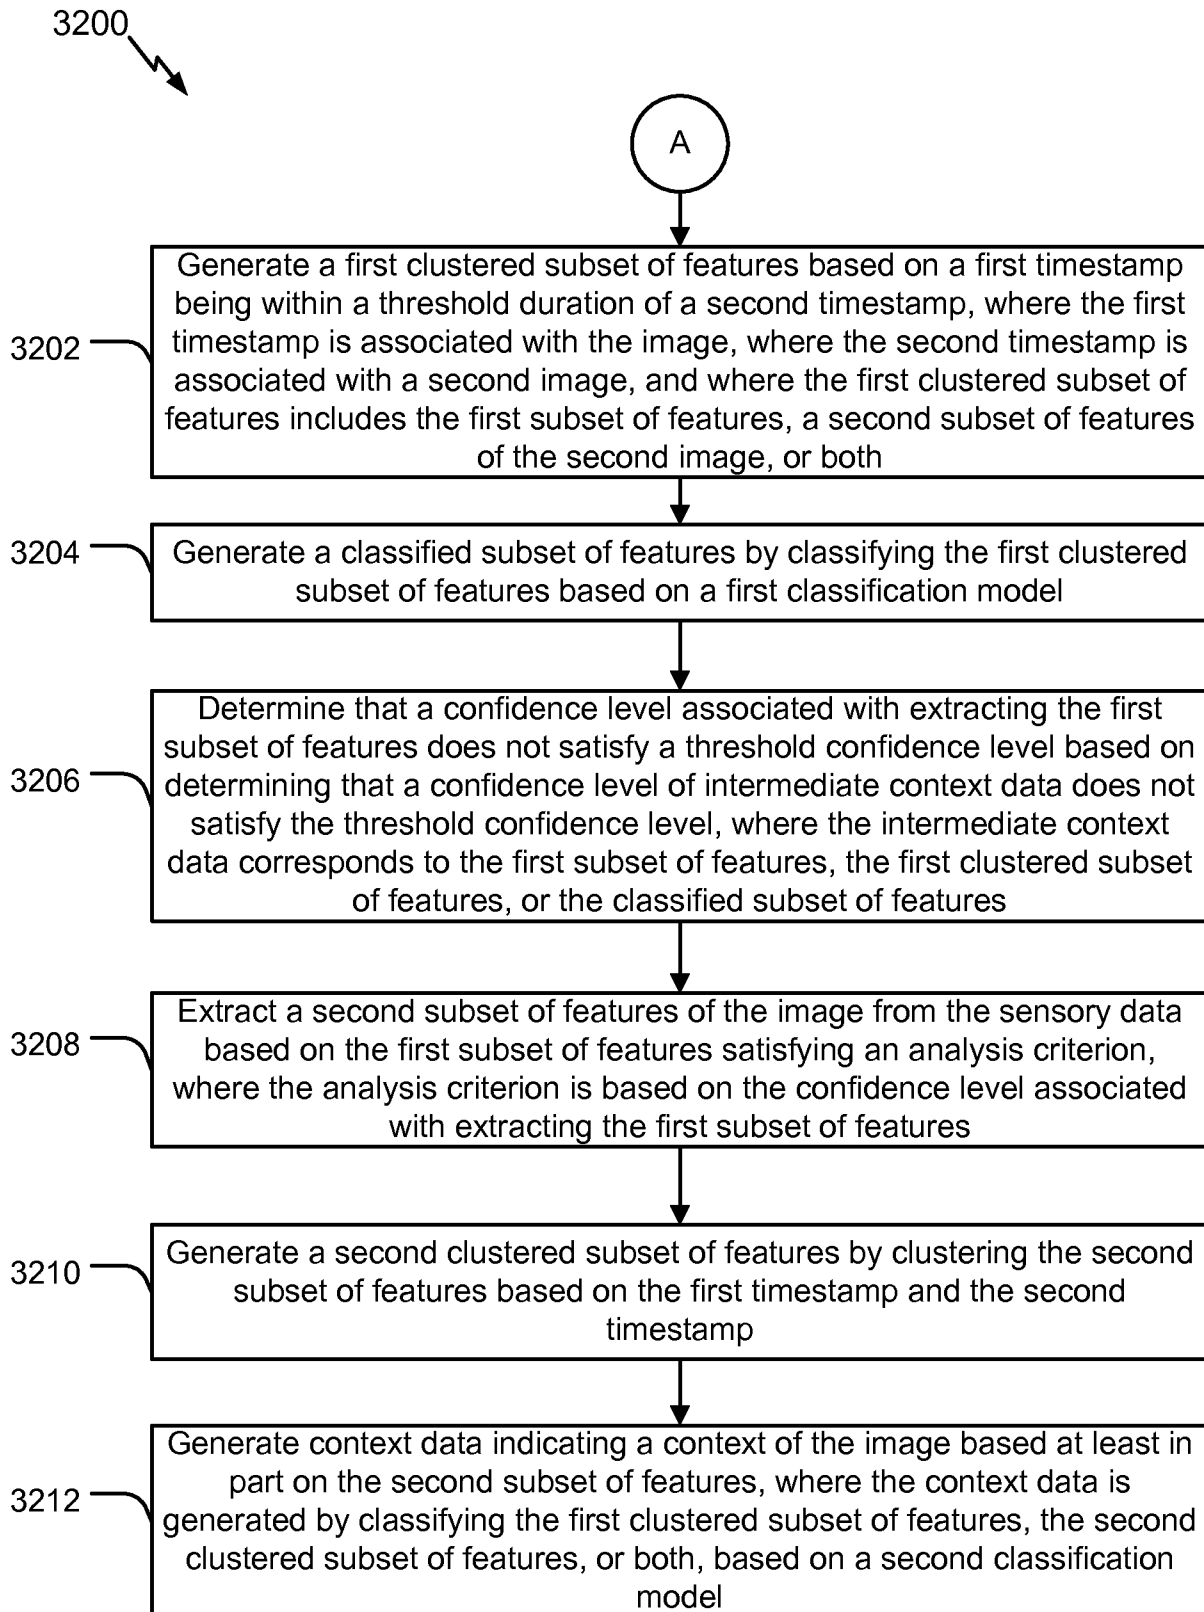 3200
A
3202
Generate a first clustered subset of features based on a first timestamp
being within a threshold duration of a second timestamp, where the first
timestamp is associated with the image, where the second timestamp is
associated with a second image, and where the first clustered subset of
features includes the first subset of features, a second subset of features
of the second image, or both
3204
Generate a classified subset of features by classifying the first clustered
subset of features based on a first classification model
3206
Determine that a confidence level associated with extracting the first
subset of features does not satisfy a threshold confidence level based on
determining that a confidence level of intermediate context data does not
satisfy the threshold confidence level, where the intermediate context
data corresponds to the first subset of features, the first clustered subset
of features, or the classified subset of features
3208
Extract a second subset of features of the image from the sensory data
based on the first subset of features satisfying an analysis criterion,
where the analysis criterion is based on the confidence level associated
with extracting the first subset of features
3210
Generate a second clustered subset of features by clustering the second
subset of features based on the first timestamp and the second
timestamp
3212
Generate context data indicating a context of the image based at least in
part on the second subset of features, where the context data is
generated by classifying the first clustered subset of features, the second
clustered subset of features, or both, based on a second classification
model